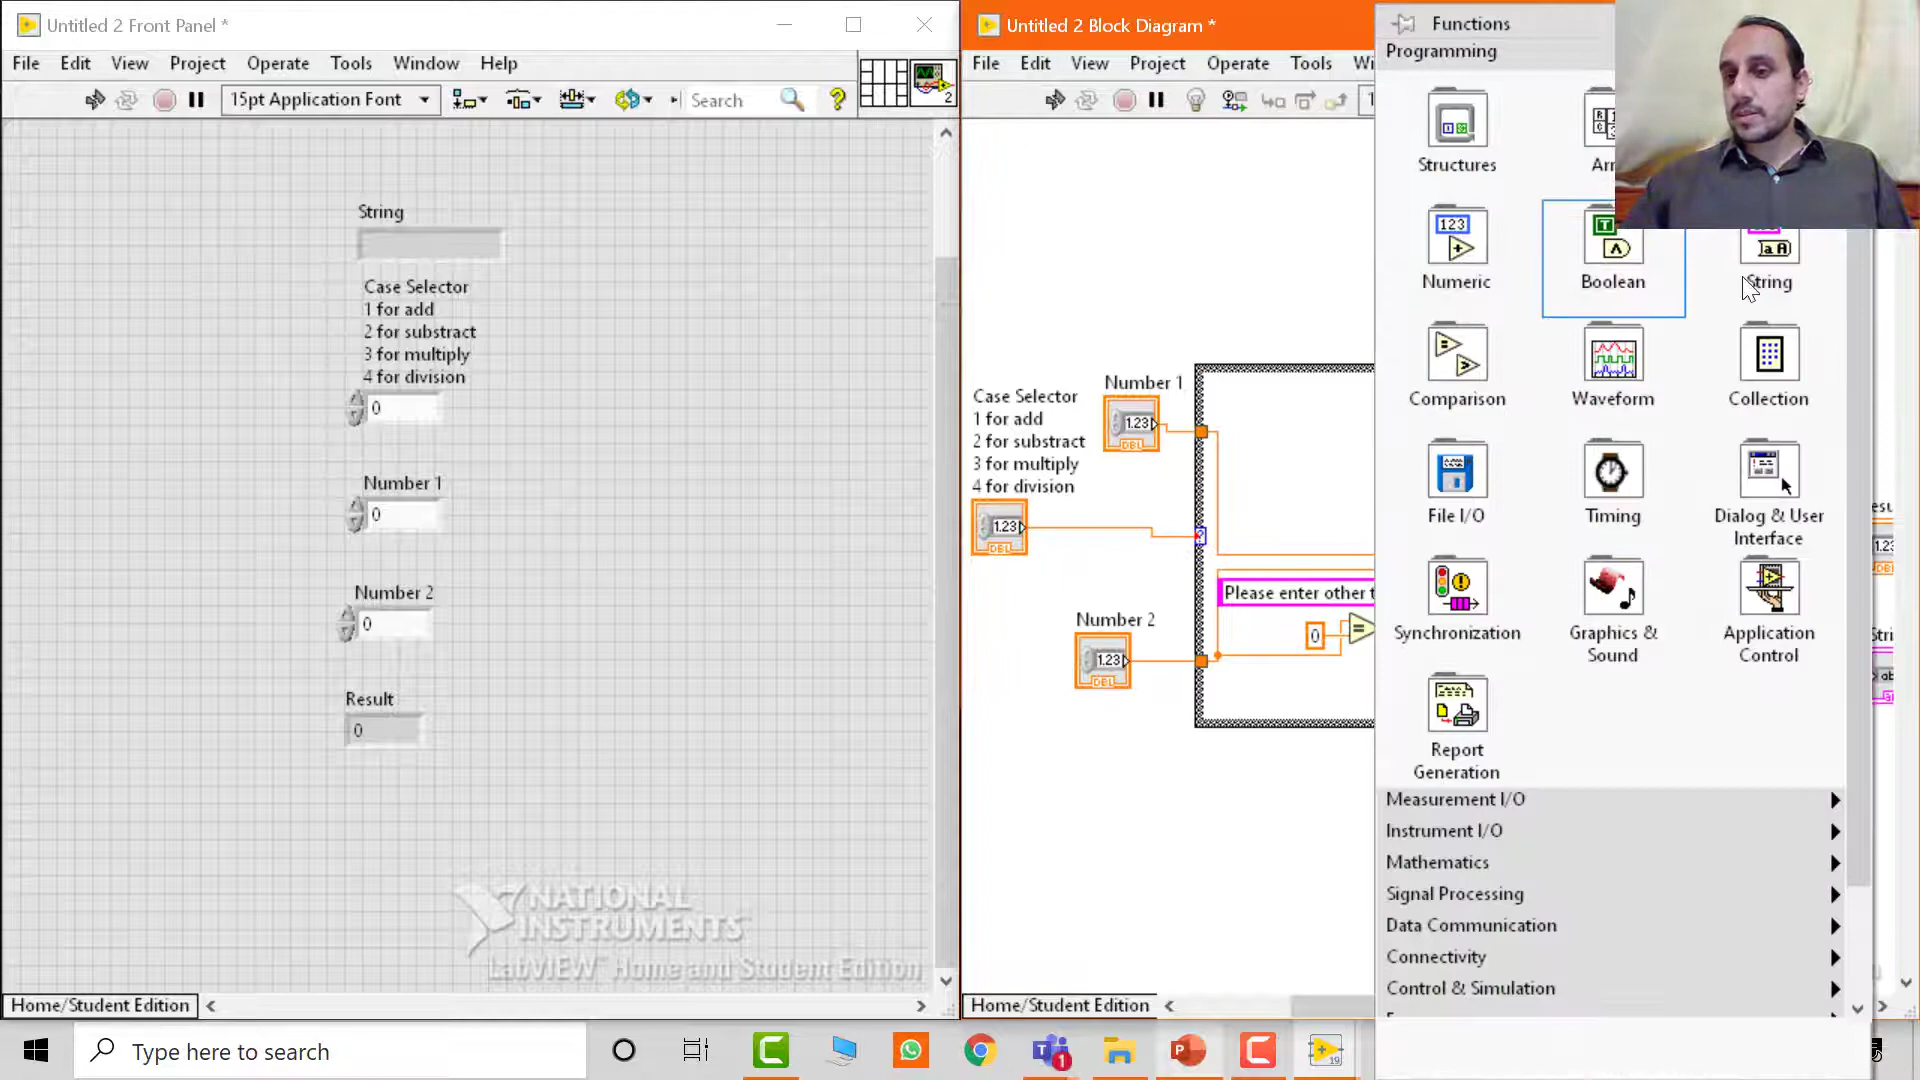 Untitled 2 Front Panel *
File Edit View Project Operate Tools Window Help
15pt Application Font
Search
2
String
Case Selector
1 for add
2 for substract
3 for multiply
4 for division
0
Number 1
0
Number 2
0
Result
0
NATIONAL
INSTRUMENTS
LabVIEW™ Home and Student Edition
Home/Student Edition
Untitled 2 Block Diagram *
File Edit View Project Operate Tools
Number 1
1.23
DBL
Case Selector
1 for add
2 for substract
3 for multiply
4 for division
1.23
DBL
Number 2
1.23
DBL
Please enter other
0
Home/Student Edition
Functions
Programming
Structures
Numeric
Boolean
String
Comparison
Waveform
Collection
File I/O
Timing
Dialog & User
Interface
Synchronization
Graphics &
Sound
Application
Control
Report
Generation
Measurement I/O
Instrument I/O
Mathematics
Signal Processing
Data Communication
Connectivity
Control & Simulation
Type here to search